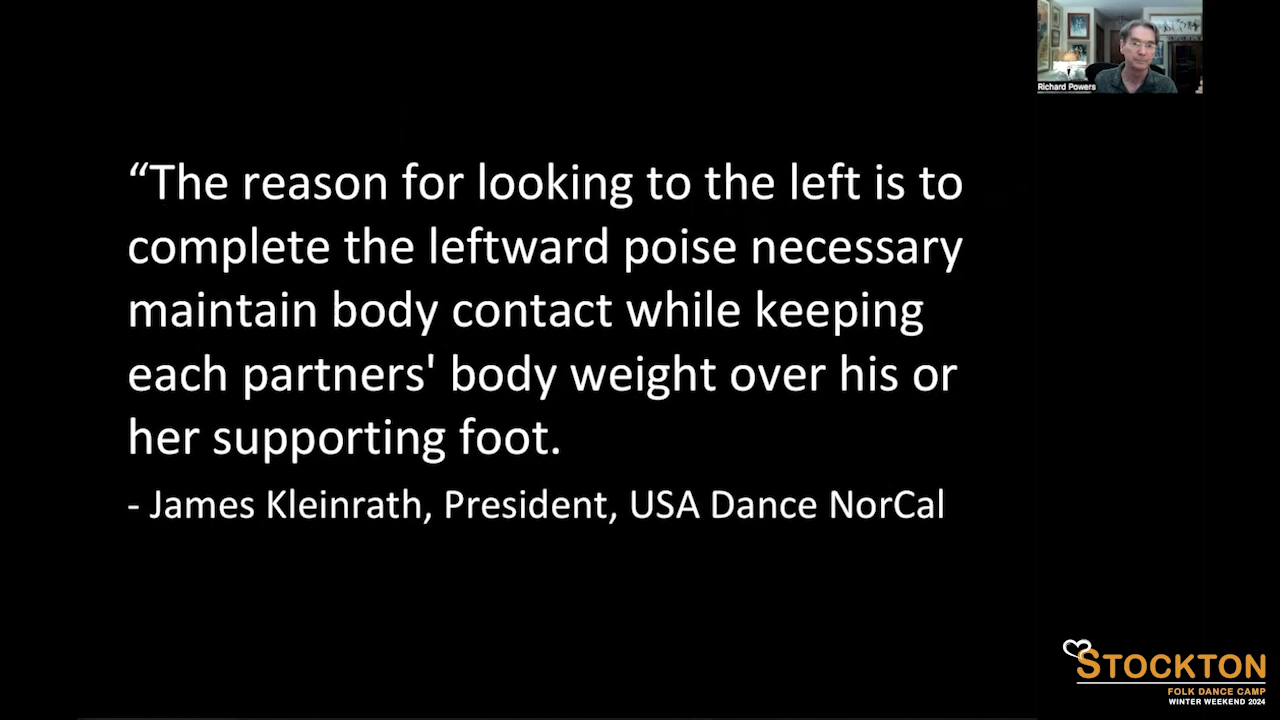 Richard Powers
“The reason for looking to the left is to
complete the leftward poise necessary
maintain body contact while keeping
each partners' body weight over his or
her supporting foot.
- James Kleinrath, President, USA Dance NorCal
STOCKTON
FOLK DANCE CAMP
WINTER WEEKEND 2024